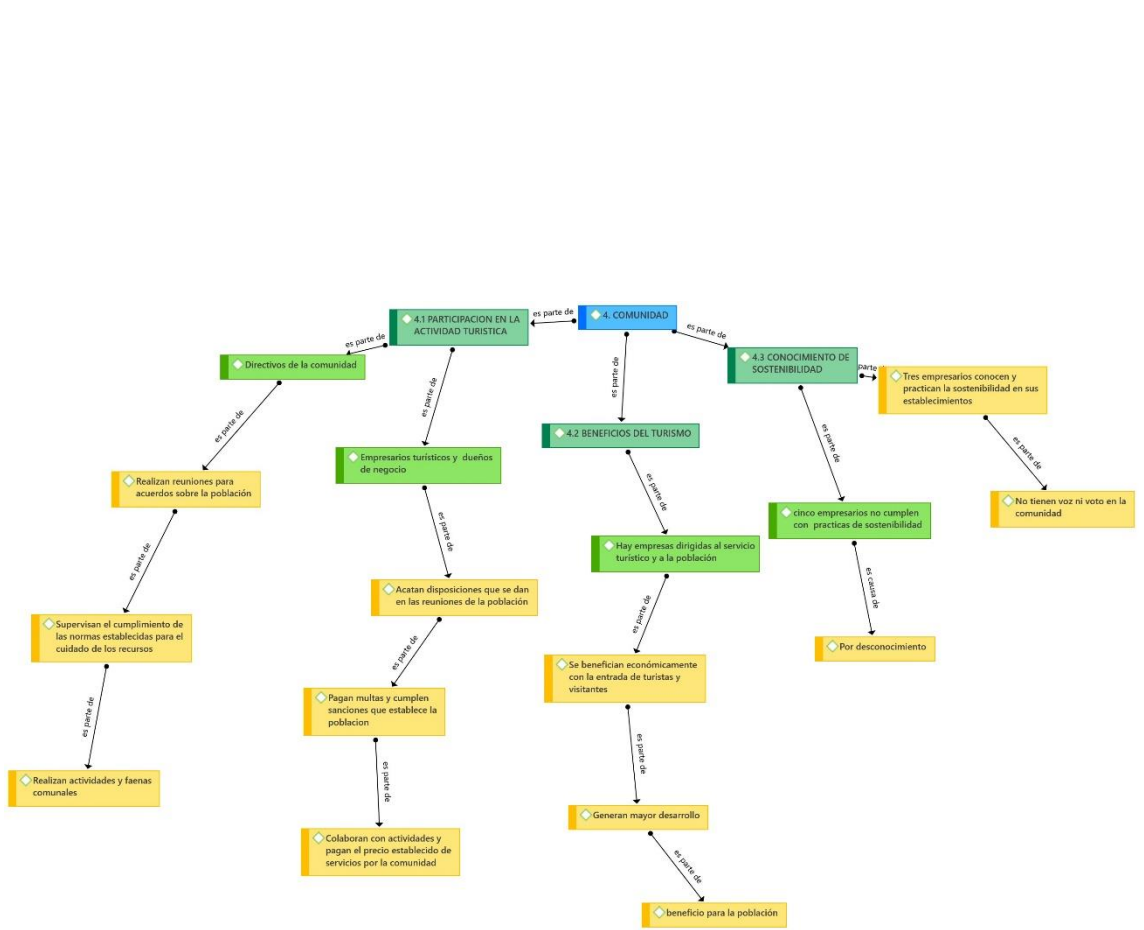 es parte de
4. COMUNIDAD
4.1 PARTICIPACION EN LA
ACTIVIDAD TURISTICA
es parte de
es parte de
4.3 CONOCIMIENTO DE
SOSTENIBILIDAD
es parte de
Directivos de la comunidad
parte
Tres empresarios conocen y
practican la sostenibilidad en sus
establecimientos
es parte de
es parte de
es parte de
4.2 BENEFICIOS DEL TURISMO
es parte de
es parte de
Empresarios turísticos y dueños
de negocio
Realizan reuniones para
acuerdos sobre la población
es parte de
No tienen voz ni voto en la
comunidad
cinco empresarios no cumplen
con practicas de sostenibilidad
es parte de
es parte de
Hay empresas dirigidas al servicio
turístico y a la población
es causa de
Acatan disposiciones que se dan
en las reuniones de la población
es parte de
Supervisan el cumplimiento de
las normas establecidas para el
cuidado de los recursos
es parte de
Por desconocimiento
Se benefician económicamente
con la entrada de turistas y
visitantes
Pagan multas y cumplen
sanciones que establece la
poblacion
es parte de
es parte de
es parte de
Realizan actividades y faenas
comunales
Generan mayor desarrollo
Colaboran con actividades y
pagan el precio establecido de
servicios por la comunidad
es parte de
beneficio para la población